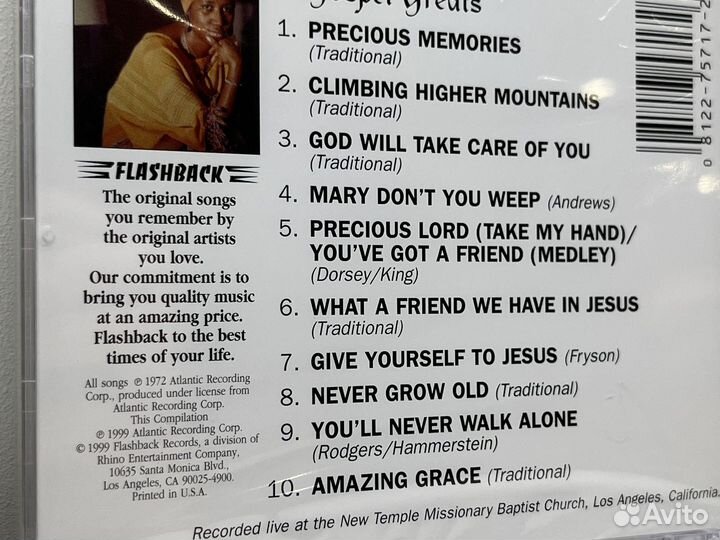 Gospel Greats
1. PRECIOUS MEMORIES
(Traditional)
2. CLIMBING HIGHER MOUNTAINS
(Traditional)
3. GOD WILL TAKE CARE OF YOU
(Traditional)
4. MARY DON'T YOU WEEP (Andrews)
5. PRECIOUS LORD (TAKE MY HAND)/
YOU'VE GOT A FRIEND (MEDLEY)
(Dorsey/King)
6. WHAT A FRIEND WE HAVE IN JESUS
(Traditional)
7. GIVE YOURSELF TO JESUS (Fryson)
8. NEVER GROW OLD (Traditional)
9. YOU'LL NEVER WALK ALONE
(Rodgers/Hammerstein)
10. AMAZING GRACE (Traditional)
FLASHBACK
The original songs
you remember by
the original artists
you love.
Our commitment is to
bring you quality music
at an amazing price.
Flashback to the best
times of your life.
All songs ℗ 1972 Atlantic Recording
Corp., produced under license from
Atlantic Recording Corp.
This Compilation
℗ 1999 Atlantic Recording Corp.
© 1999 Flashback Records, a division of
Rhino Entertainment Company,
10635 Santa Monica Blvd.,
Los Angeles, CA 90025-4900.
Printed in U.S.A.
Recorded live at the New Temple Missionary Baptist Church, Los Angeles, California.
0 8122-75717-2
Avito